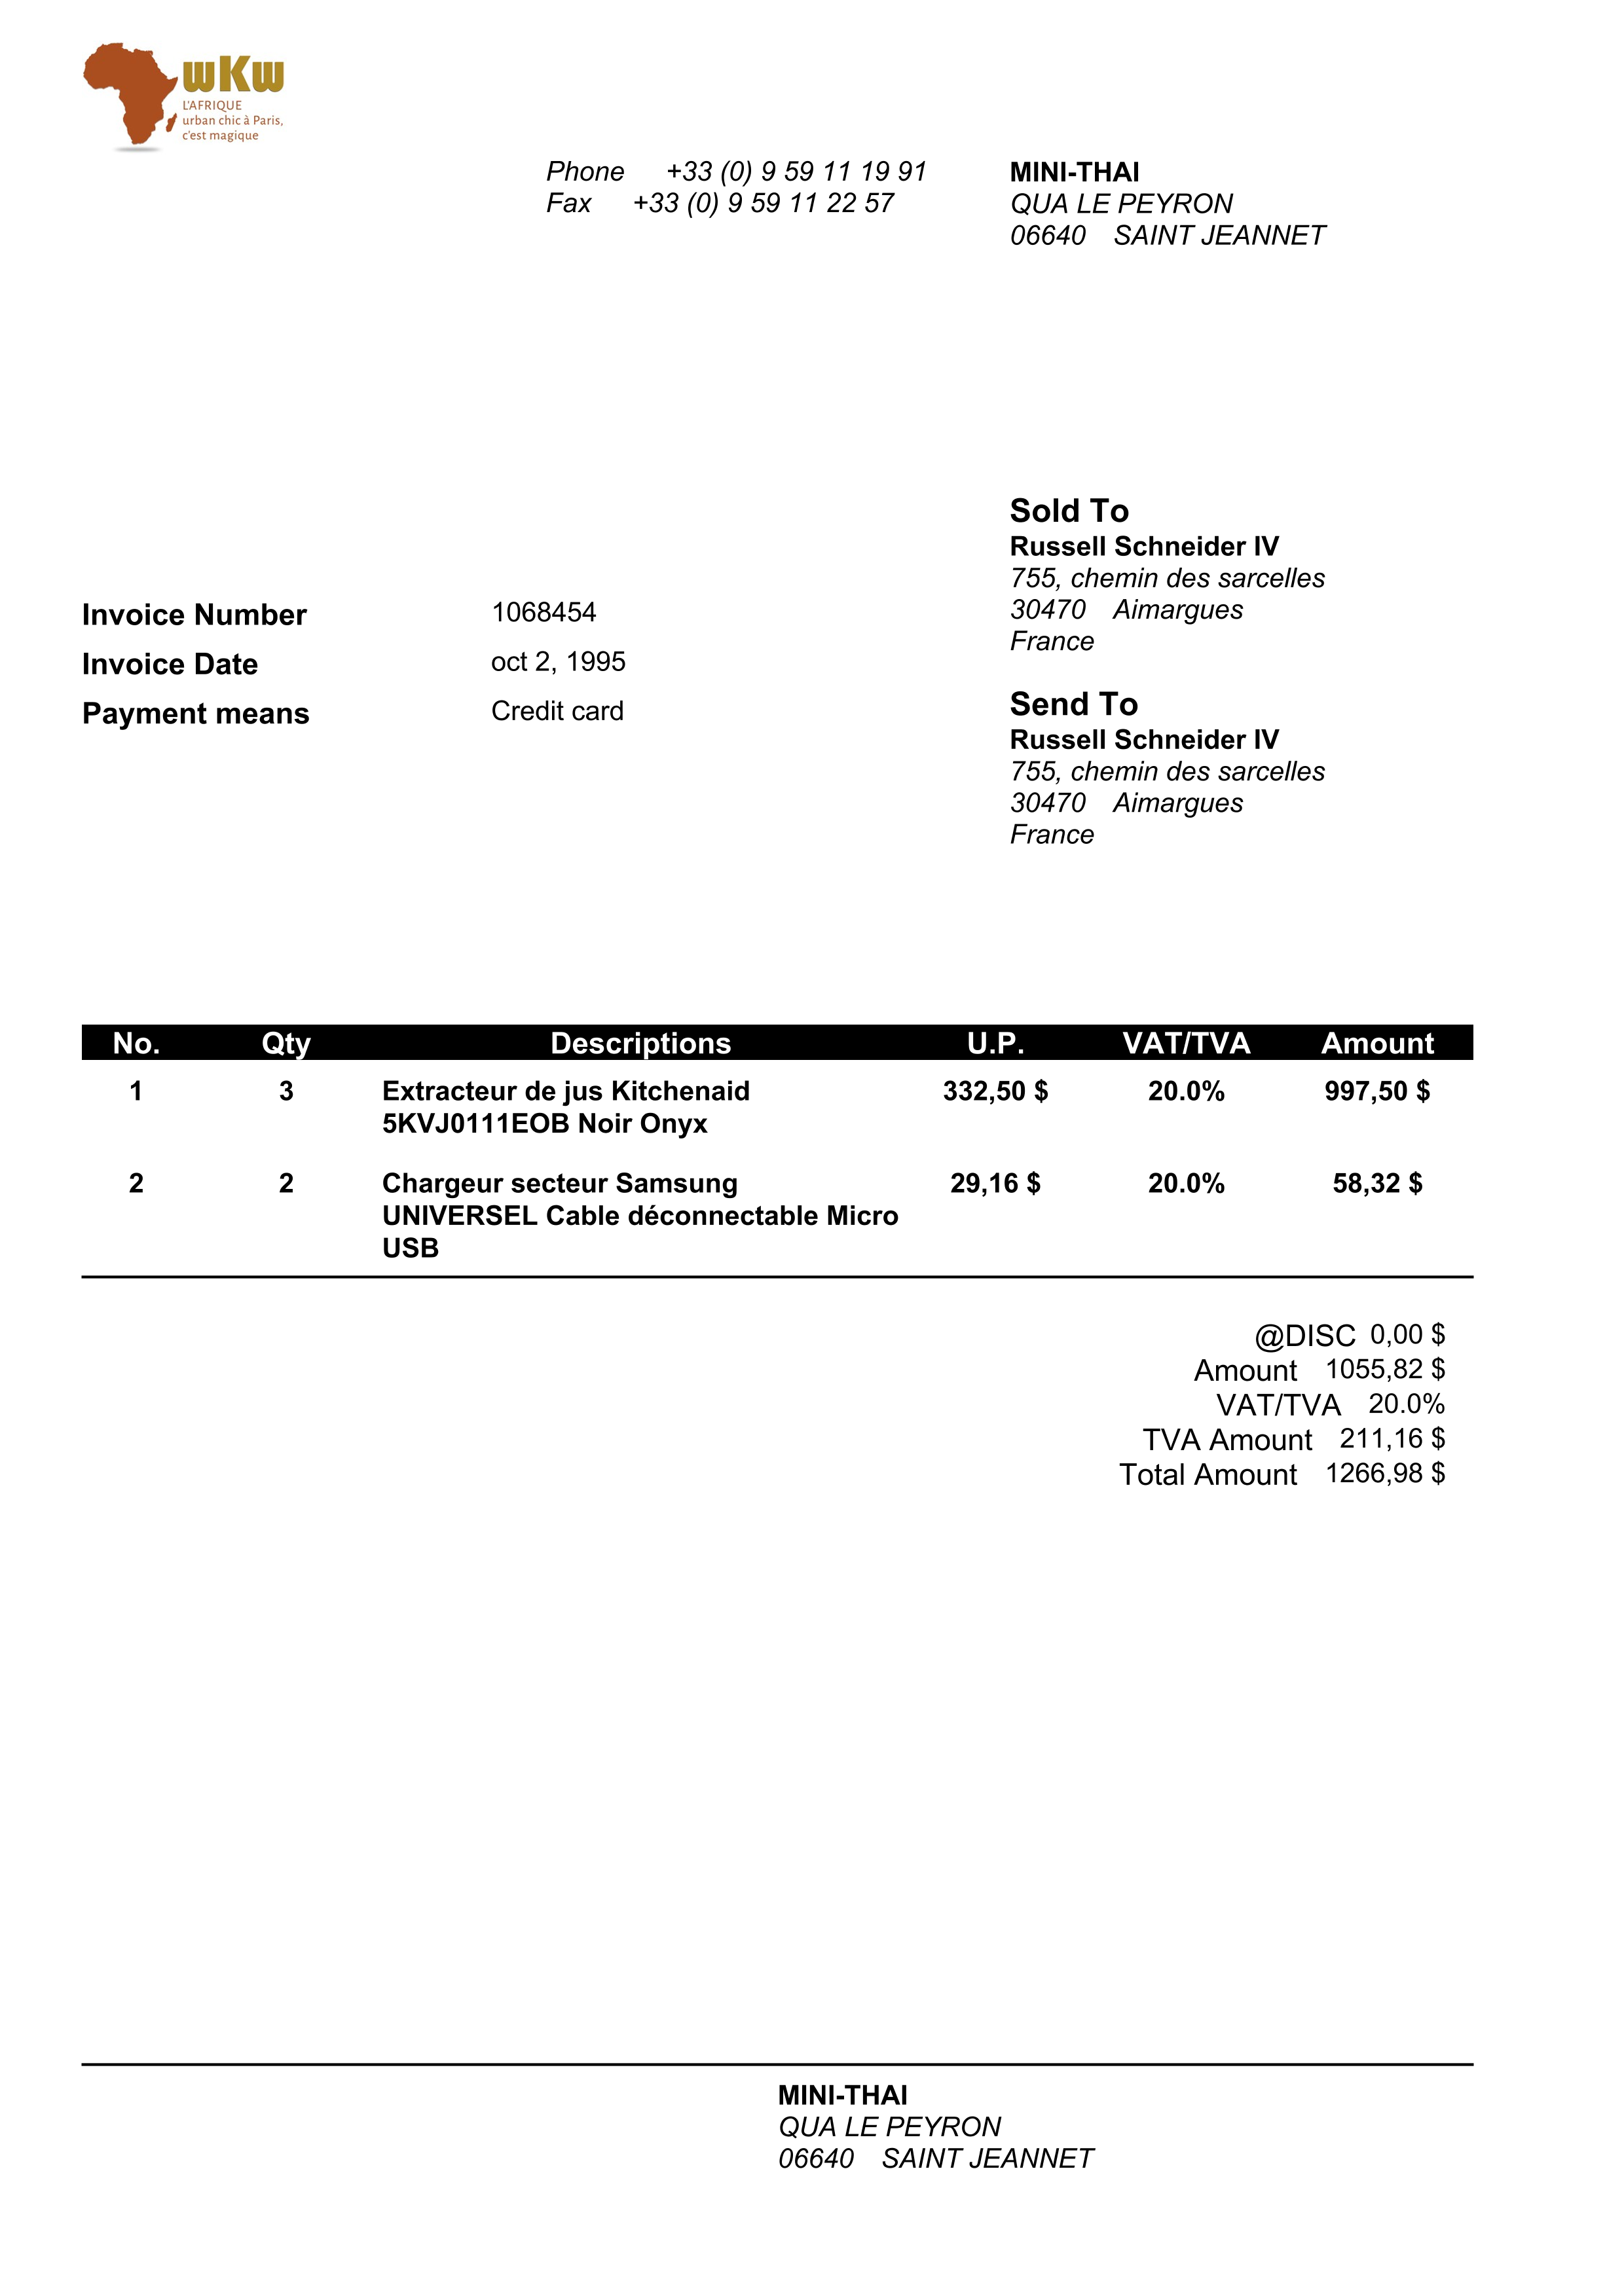 wKw
L'AFRIQUE
urban chic à Paris,
c'est magique
Phone +33 (0) 9 59 11 19 91
Fax +33 (0) 9 59 11 22 57
MINI-THAI
QUA LE PEYRON
06640 SAINT JEANNET
Sold To
Russell Schneider IV
755, chemin des sarcelles
30470 Aimargues
France
Invoice Number 1068454
Invoice Date oct 2, 1995
Payment means Credit card
Send To
Russell Schneider IV
755, chemin des sarcelles
30470 Aimargues
France
No. Qty Descriptions U.P. VAT/TVA Amount
1 3 Extracteur de jus Kitchenaid 332,50 $ 20.0% 997,50 $
5KVJ0111EOB Noir Onyx
2 2 Chargeur secteur Samsung 29,16 $ 20.0% 58,32 $
UNIVERSEL Cable déconnectable Micro
USB
@DISC 0,00 $
Amount 1055,82 $
VAT/TVA 20.0%
TVA Amount 211,16 $
Total Amount 1266,98 $
MINI-THAI
QUA LE PEYRON
06640 SAINT JEANNET